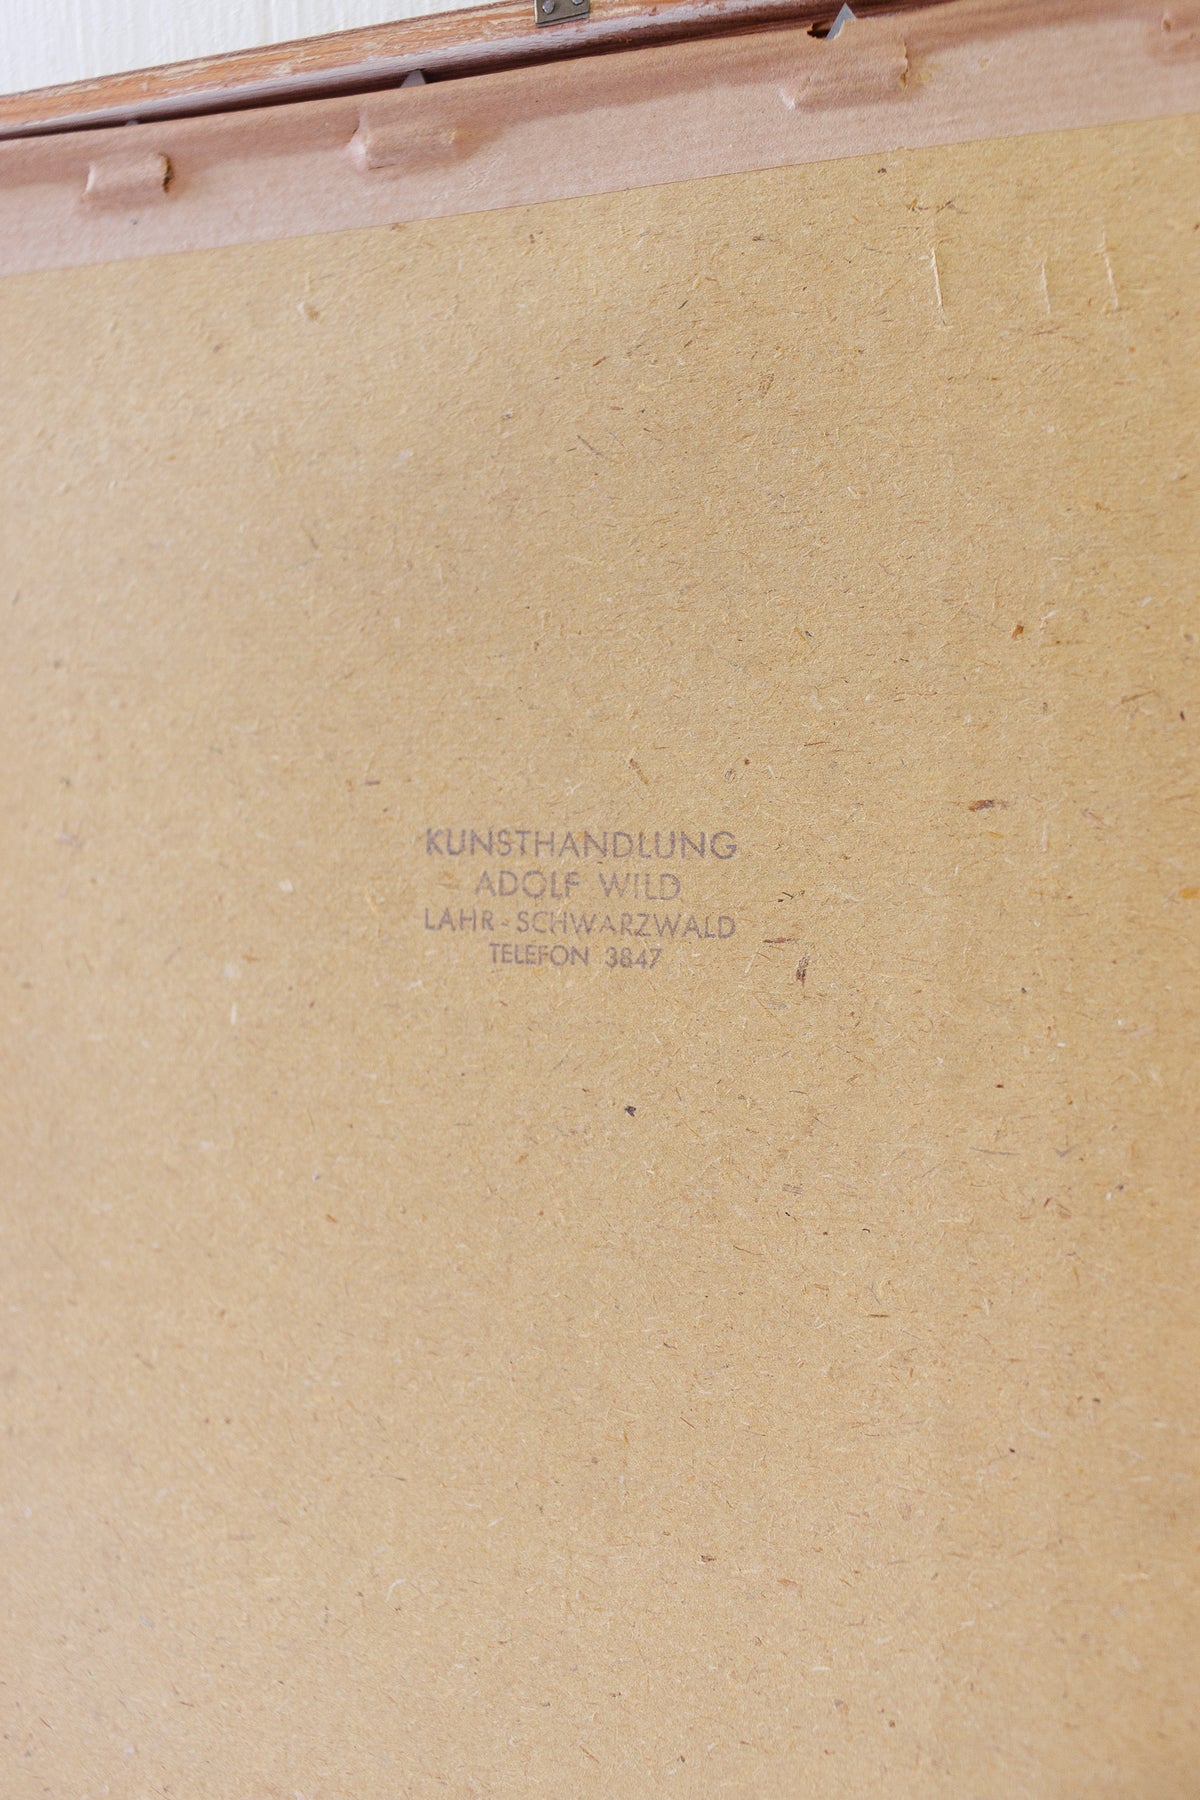 KUNSTHANDLUNG
ADOLF WILD
LAHR-SCHWARZWALD
TELEFON 3847